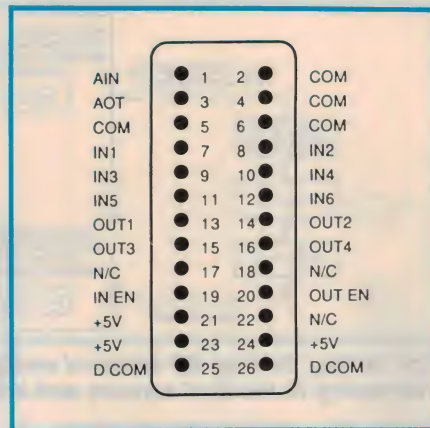 AIN 1 2 COM
AOT 3 4 COM
COM 5 6 COM
IN1 7 8 IN2
IN3 9 10 IN4
IN5 11 12 IN6
OUT1 13 14 OUT2
OUT3 15 16 OUT4
N/C 17 18 N/C
IN EN 19 20 OUT EN
+5V 21 22 N/C
+5V 23 24 +5V
D COM 25 26 D COM